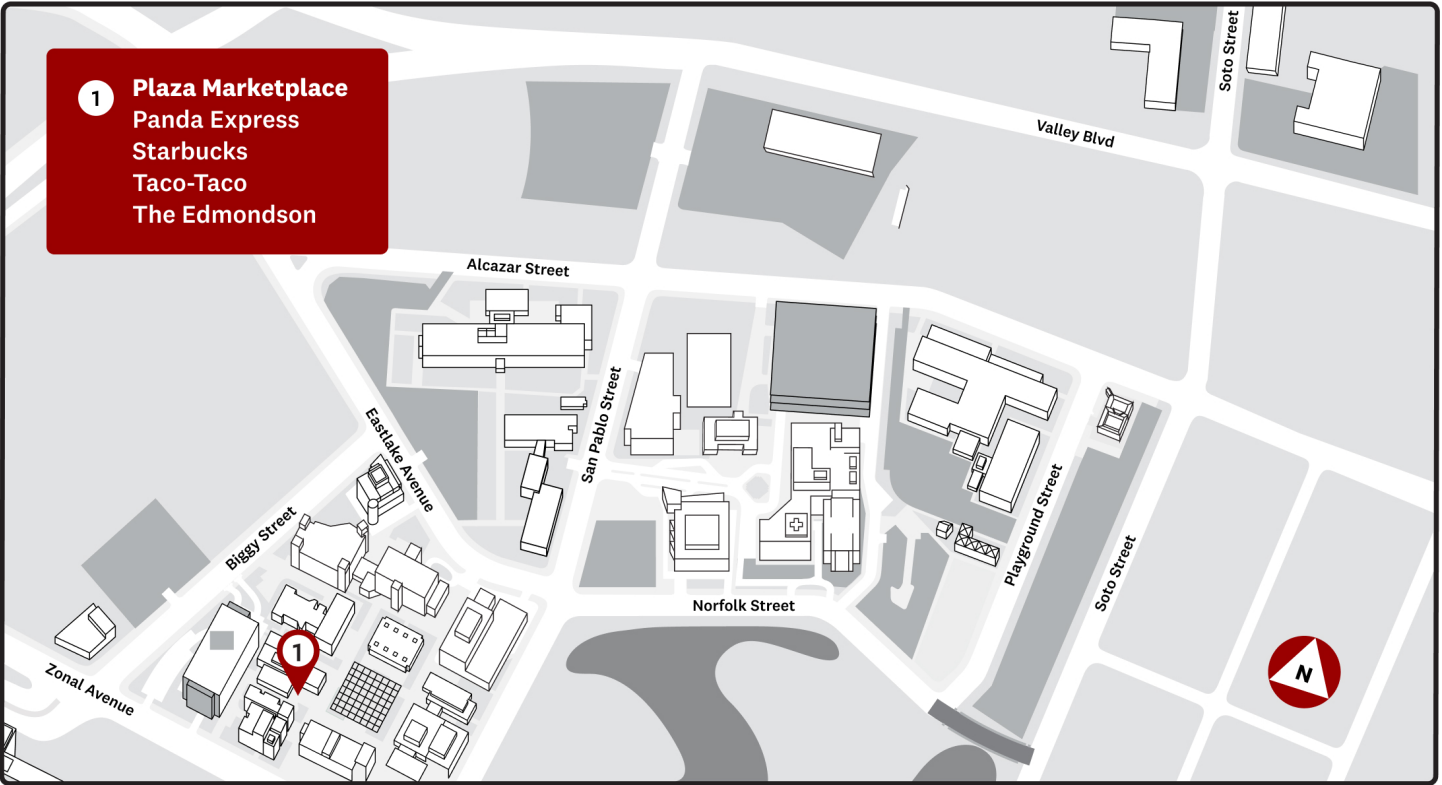 1
Plaza Marketplace
Panda Express
Starbucks
Taco-Taco
The Edmondson
Soto Street
Valley Blvd
Alcazar Street
San Pablo Street
Eastlake Avenue
Biggy Street
Playground Street
Soto Street
Norfolk Street
1
Zonal Avenue
N